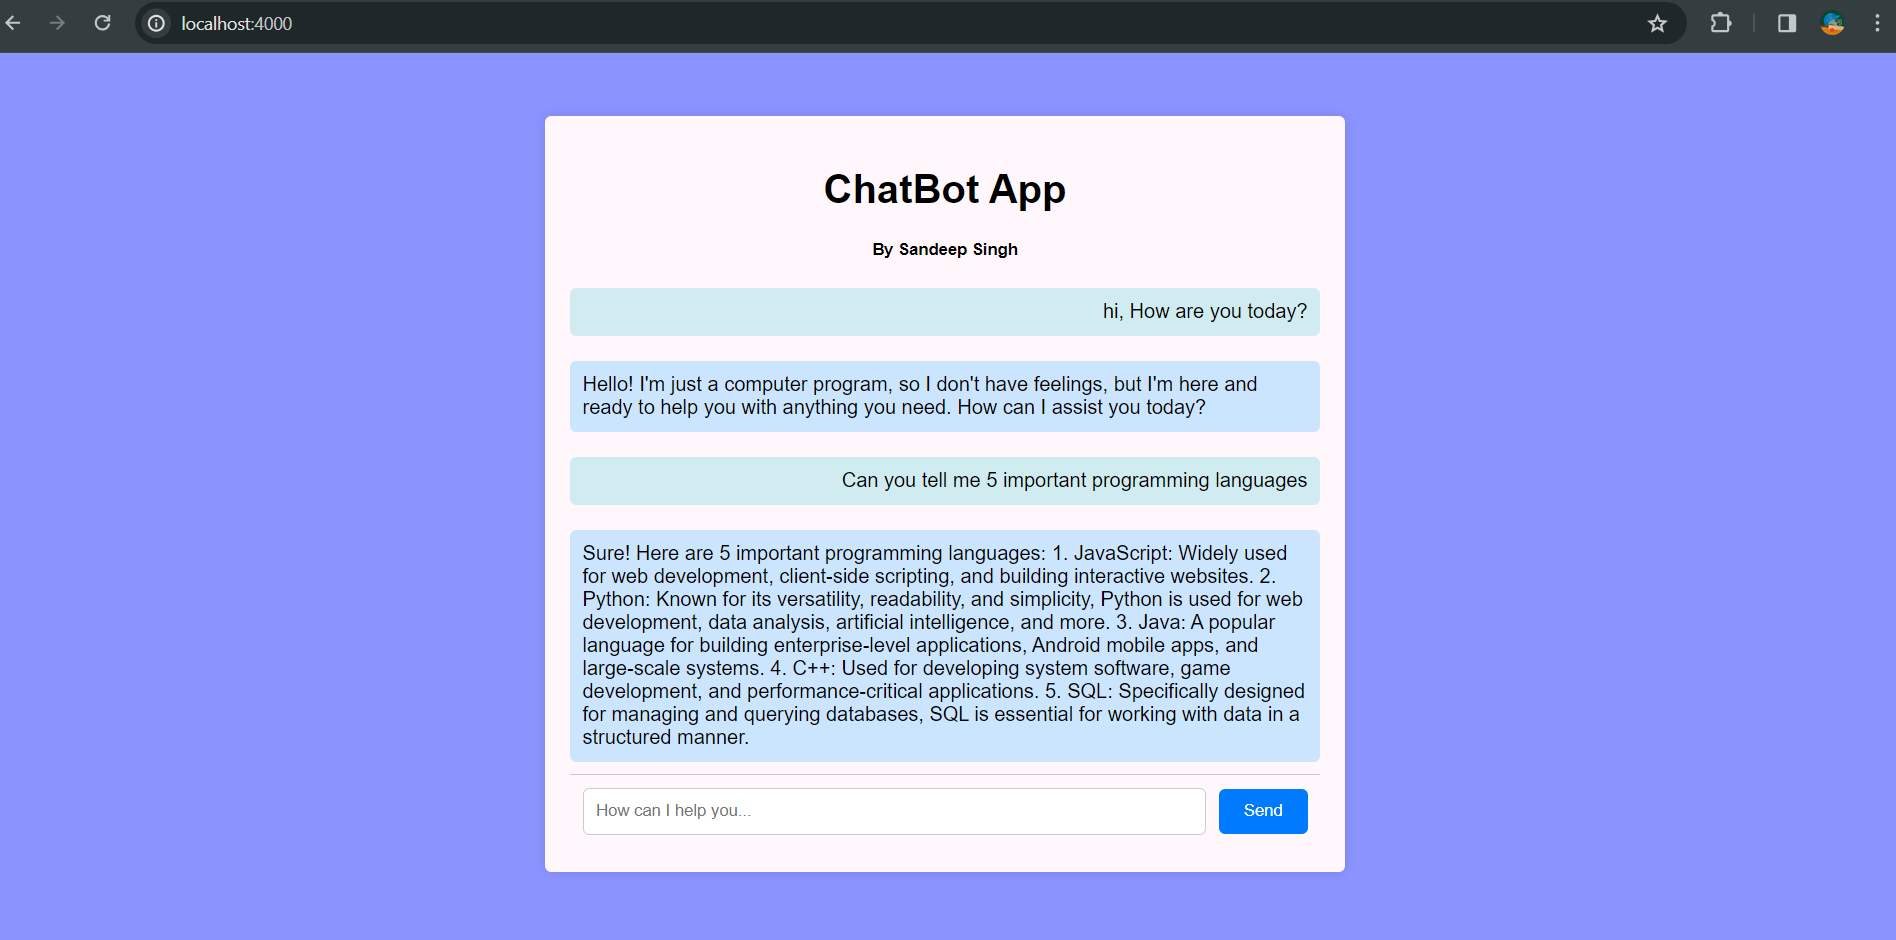 localhost:4000
ChatBot App
By Sandeep Singh
hi, How are you today?
Hello! I'm just a computer program, so I don't have feelings, but I'm here and
ready to help you with anything you need. How can I assist you today?
Can you tell me 5 important programming languages
Sure! Here are 5 important programming languages: 1. JavaScript: Widely used
for web development, client-side scripting, and building interactive websites. 2.
Python: Known for its versatility, readability, and simplicity, Python is used for web
development, data analysis, artificial intelligence, and more. 3. Java: A popular
language for building enterprise-level applications, Android mobile apps, and
large-scale systems. 4. C++: Used for developing system software, game
development, and performance-critical applications. 5. SQL: Specifically designed
for managing and querying databases, SQL is essential for working with data in a
structured manner.
How can I help you...
Send